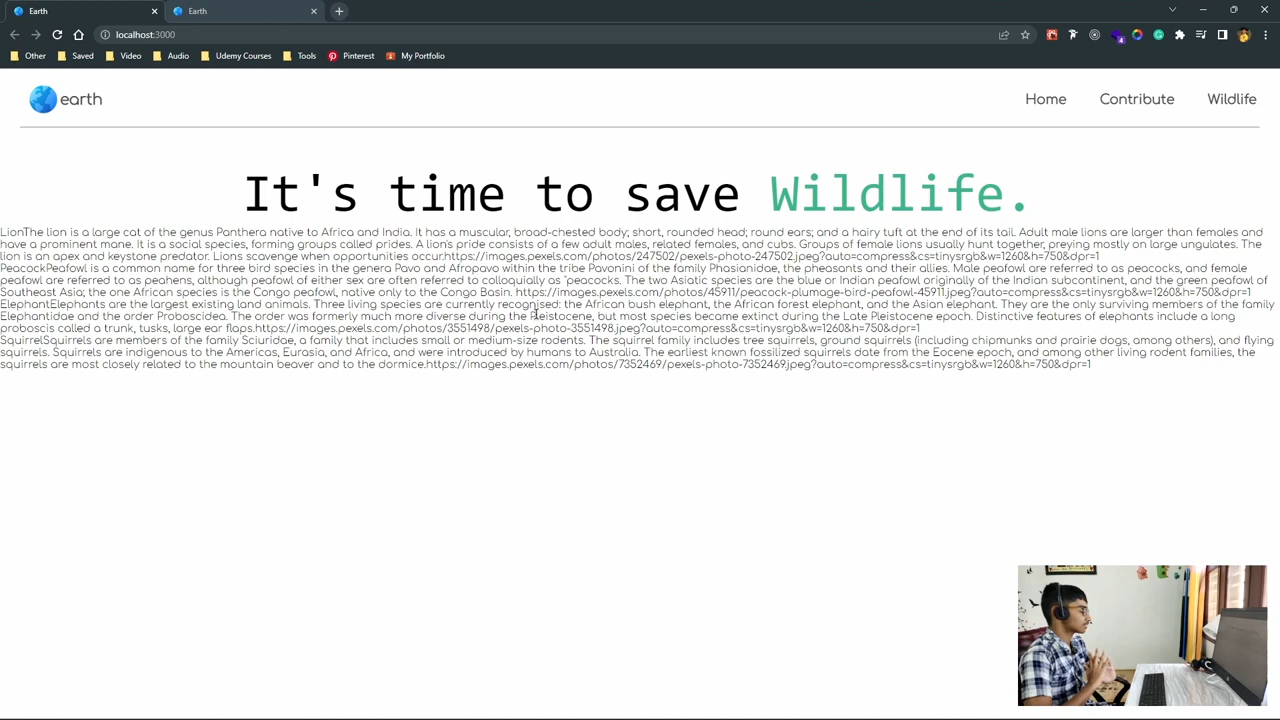 Earth
Earth
localhost:3000
Other
Saved
Video
Audio
Udemy Courses
Tools
Pinterest
My Portfolio
4
earth
Home
Contribute
Wildlife
It's time to save Wildlife.
LionThe lion is a large cat of the genus Panthera native to Africa and India. It has a muscular, broad-chested body; short, rounded head; round ears; and a hairy tuft at the end of its tail. Adult male lions are larger than females and
have a prominent mane. It is a social species, forming groups called prides. A lion's pride consists of a few adult males, related females, and cubs. Groups of female lions usually hunt together, preying mostly on large ungulates. The
lion is an apex and keystone predator. Lions scavenge when opportunities occur.https://images.pexels.com/photos/247502/pexels-photo-247502.jpeg?auto=compress&cs=tinysrgb&w=1260&h=750&dpr=1
PeacockPeafowl is a common name for three bird species in the genera Pavo and Afropavo within the tribe Pavonini of the family Phasianidae, the pheasants and their allies. Male peafowl are referred to as peacocks, and female
peafowl are referred to as peahens, although peafowl of either sex are often referred to colloquially as "peacocks. The two Asiatic species are the blue or Indian peafowl originally of the Indian subcontinent, and the green peafowl of
Southeast Asia; the one African species is the Congo peafowl, native only to the Congo Basin. https://images.pexels.com/photos/45911/peacock-plumage-bird-peafowl-45911.jpeg?auto=compress&cs=tinysrgb&w=1260&h=750&dpr=1
ElephantElephants are the largest existing land animals. Three living species are currently recognised: the African bush elephant, the African forest elephant, and the Asian elephant. They are the only surviving members of the family
Elephantidae and the order Proboscidea. The order was formerly much more diverse during the Pleistocene, but most species became extinct during the Late Pleistocene epoch. Distinctive features of elephants include a long
proboscis called a trunk, tusks, large ear flaps.https://images.pexels.com/photos/3551498/pexels-photo-3551498.jpeg?auto=compress&cs=tinysrgb&w=1260&h=750&dpr=1
SquirrelSquirrels are members of the family Sciuridae, a family that includes small or medium-size rodents. The squirrel family includes tree squirrels, ground squirrels (including chipmunks and prairie dogs, among others), and flying
squirrels. Squirrels are indigenous to the Americas, Eurasia, and Africa, and were introduced by humans to Australia. The earliest known fossilized squirrels date from the Eocene epoch, and among other living rodent families, the
squirrels are most closely related to the mountain beaver and to the dormice.https://images.pexels.com/photos/7352469/pexels-photo-7352469.jpeg?auto=compress&cs=tinysrgb&w=1260&h=750&dpr=1